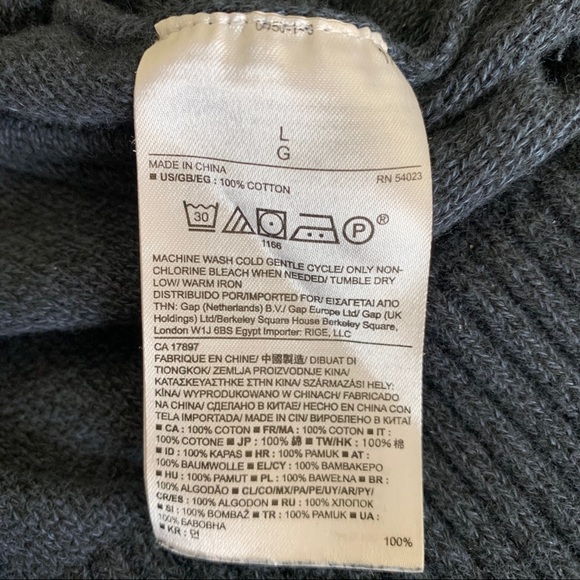 L
G
MADE IN CHINA RN 54023
■ US/GB/EG : 100% COTTON
30
1166
P ®
MACHINE WASH COLD GENTLE CYCLE/ ONLY NON-
CHLORINE BLEACH WHEN NEEDED/ TUMBLE DRY
LOW/ WARM IRON
DISTRIBUIDO POR/IMPORTED FOR/ ΕΙΣΑΓΕΤΑΙ ΑΠΟ
ΤΗΝ: Gap (Netherlands) B.V./ Gap Europe Ltd/ Gap (UK
Holdings) Ltd/Berkeley Square House Berkeley Square,
London W1J 6BS Egypt Importer: RIGE, LLC
CA 17897
FABRIQUE EN CHINE/ 中國製造/ DIBUAT DI
TIONGKOK/ ZEMLJA PROIZVODNJE KINA/
ΚΑΤΑΣΚΕΥΑΣΤΗΚΕ ΣΤΗΝ ΚΙΝΑ/ SZÁRMAZÁSI HELY:
KÍNA/ WYPRODUKOWANO W CHINACH/ FABRICADO
NA CHINA/ СДЕЛАНО В КИТАЕ/ HECHO EN CHINA CON
TELA IMPORTADA/ MADE IN CIN/ ВИРОБЛЕНО В КИТАЇ
■ CA : 100% COTON ■ FR : 100% COTON ■ IT :
100% COTONE ■ JP : 100% 綿 ■ TW/HK : 100% 棉
■ ID : 100% KAPAS ■ HR : 100% PAMUK ■ AT :
100% BAUMWOLLE ■ EL/CY : 100% ΒΑΜΒΑΚΕΡΟ
■ HU : 100% PAMUT ■ PL : 100% BAWEŁNA ■ BR :
100% ALGODÃO ■ CL/CO/MX/PA/PE/UY/AR/PY/
CR/ES : 100% ALGODON ■ RU : 100% ХЛОПОК
■ SI : 100% BOMBAŽ ■ TR : 100% PAMUK ■ UA :
100% БАВОВНА
■ KR : 면 100%